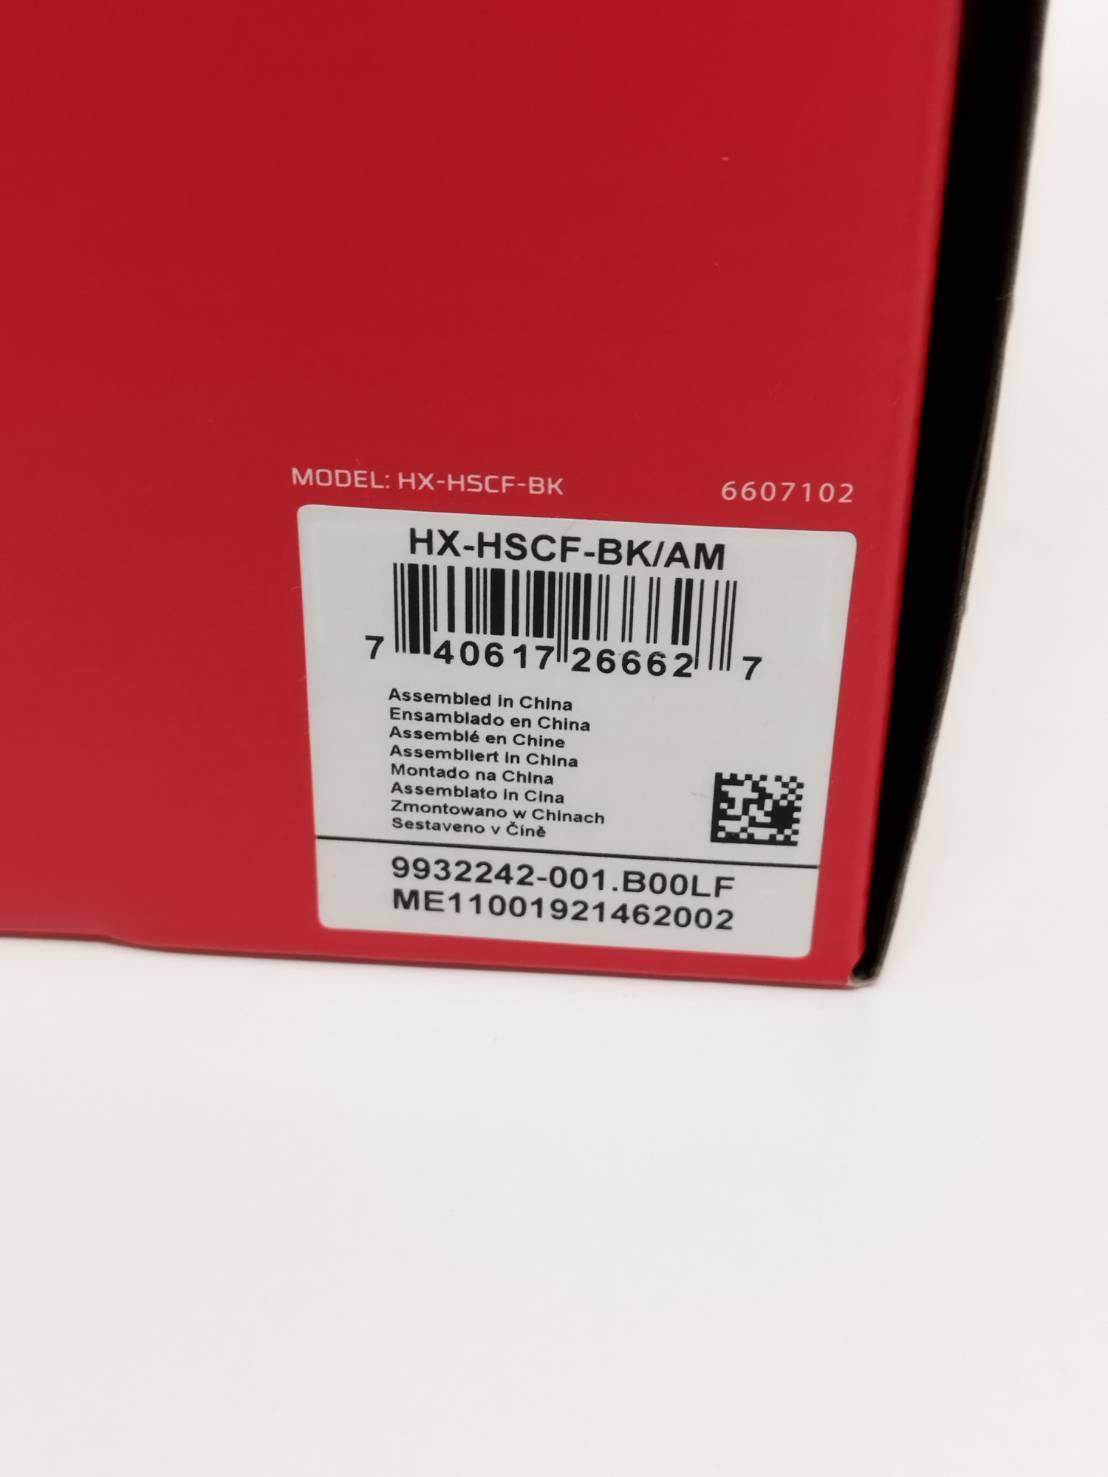 MODEL: HX-HSCF-BK 6607102
HX-HSCF-BK/AM
7 40617 26662 7
Assembled in China
Ensamblado en China
Assemblé en Chine
Assembliert in China
Montado na China
Assemblato in Cina
Zmontowano w Chinach
Sestaveno v Číně
9932242-001.B00LF
ME11001921462002